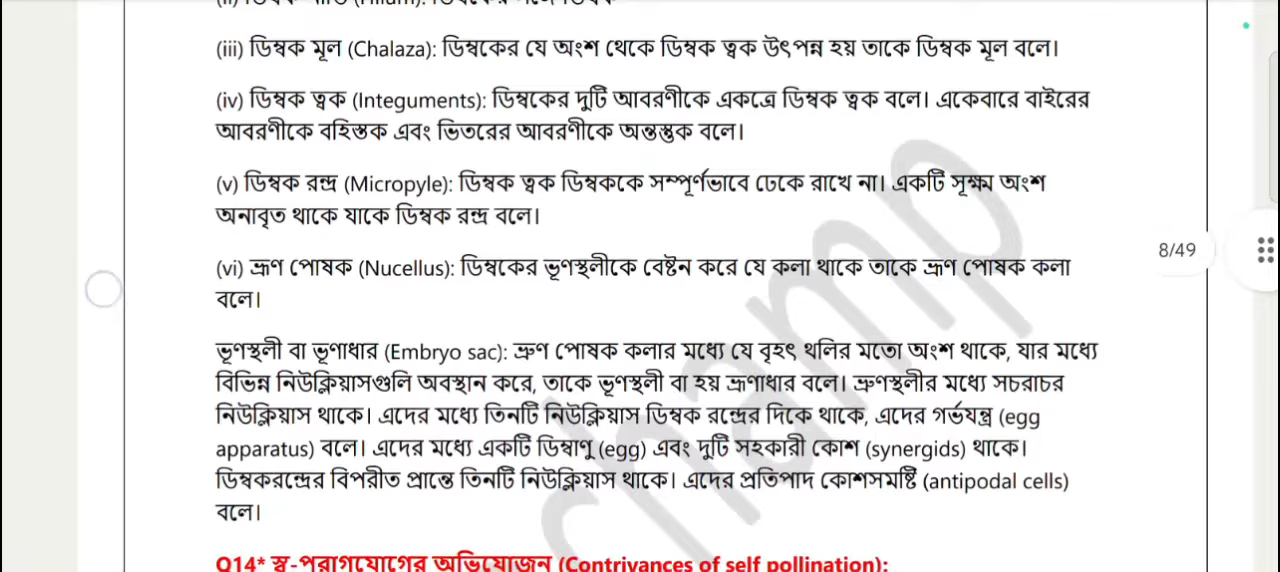 (iii) ডিম্বক মূল (Chalaza): ডিম্বকের যে অংশ থেকে ডিম্বক ত্বক উৎপন্ন হয় তাকে ডিম্বক মূল বলে।
(iv) ডিম্বক ত্বক (Integuments): ডিম্বকের দুটি আবরণীকে একত্রে ডিম্বক ত্বক বলে। একেবারে বাইরের
আবরণীকে বহিস্তক এবং ভিতরের আবরণীকে অন্তস্তুক বলে।
(v) ডিম্বক রন্দ্র (Micropyle): ডিম্বক ত্বক ডিম্বককে সম্পূর্ণভাবে ঢেকে রাখে না। একটি সূক্ষ্ম অংশ
অনাবৃত থাকে যাকে ডিম্বক রন্দ্র বলে।
8/49
(vi) ভ্রূণ পোষক (Nucellus): ডিম্বকের ভূণস্থলীকে বেষ্টন করে যে কলা থাকে তাকে ভ্রূণ পোষক কলা
বলে।
ভূণস্থলী বা ভূণাধার (Embryo sac): ভ্রুণ পোষক কলার মধ্যে যে বৃহৎ থলির মতো অংশ থাকে, যার মধ্যে
বিভিন্ন নিউক্লিয়াসগুলি অবস্থান করে, তাকে ভূণস্থলী বা হয় ভ্রূণাধার বলে। ভ্রুণস্থলীর মধ্যে সচরাচর
নিউক্লিয়াস থাকে। এদের মধ্যে তিনটি নিউক্লিয়াস ডিম্বক রন্দ্রের দিকে থাকে, এদের গর্ভযন্ত্র (egg
apparatus) বলে। এদের মধ্যে একটি ডিম্বাণু (egg) এবং দুটি সহকারী কোশ (synergids) থাকে।
ডিম্বকরন্দ্রের বিপরীত প্রান্তে তিনটি নিউক্লিয়াস থাকে। এদের প্রতিপাদ কোশসমষ্টি (antipodal cells)
বলে।
Q14* স্ব-পরাগযোগের অভিযোজন (Contrivances of self pollination):
champ